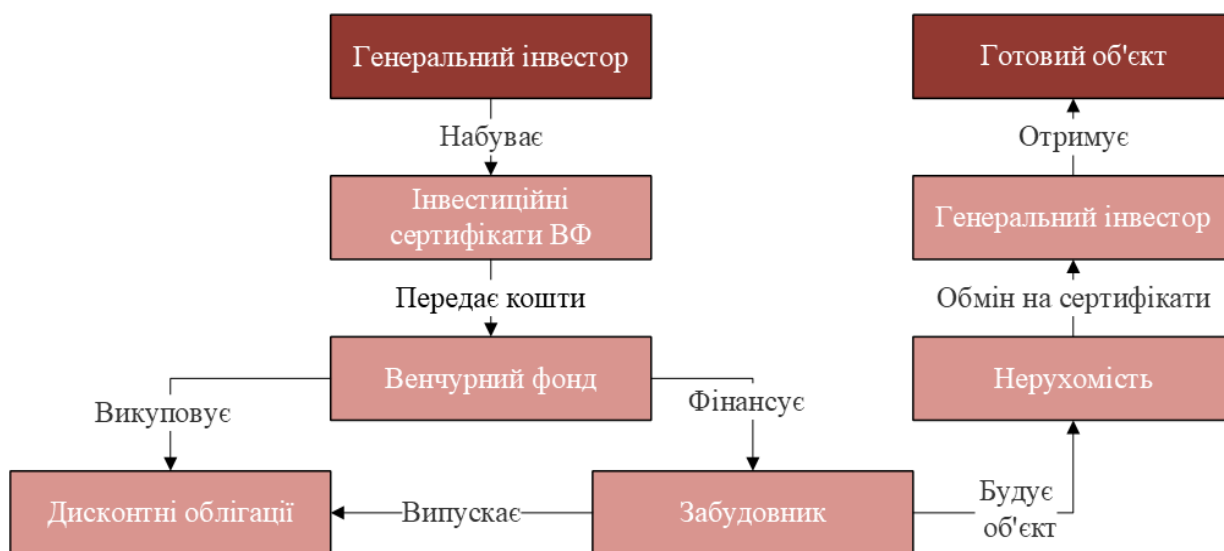 Генеральний інвестор
Готовий об'єкт
Набуває
Отримує
Інвестиційні
сертифікати ВФ
Генеральний інвестор
Передає кошти
Обмін на сертифікати
Венчурний фонд
Нерухомість
Викуповує
Фінансує
Дисконтні облігації
Випускає
Забудовник
Будує
об'єкт